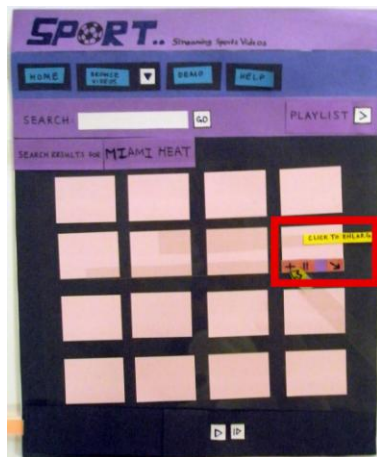 SPORT.. Streaming Sports Videos
HOME
BROWSE VIDEOS
DEMO
HELP
SEARCH:
GO
PLAYLIST >
SEARCH RESULTS FOR MIAMI HEAT
CLICK TO ENLARG